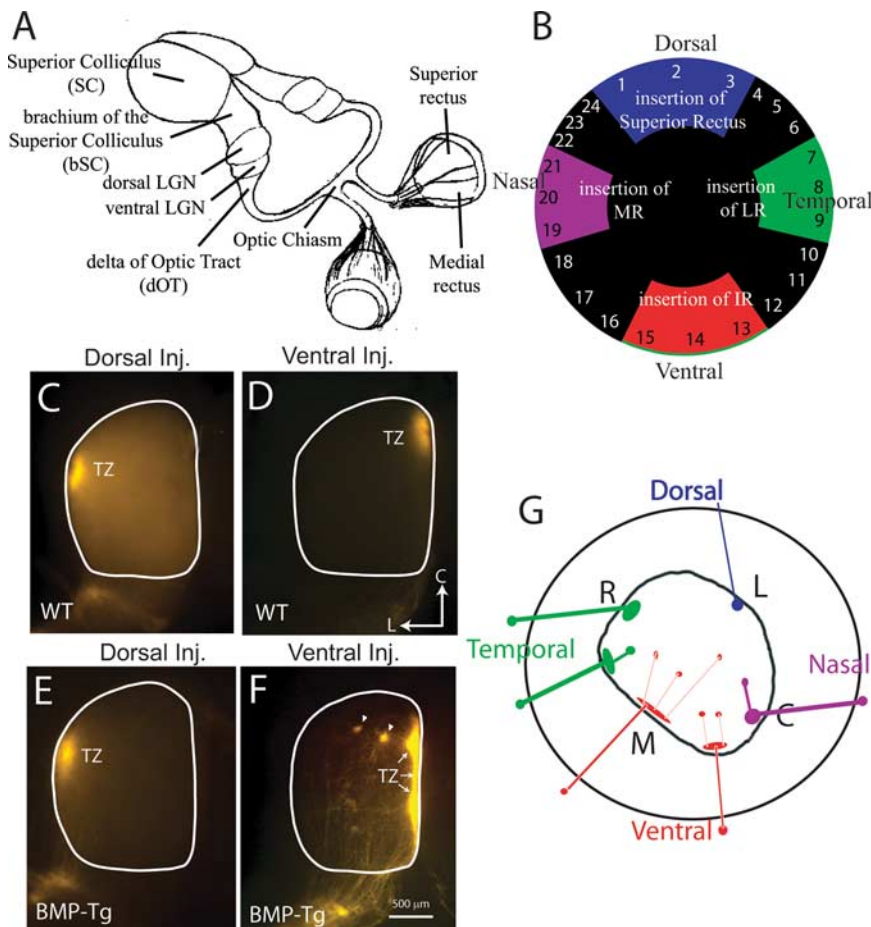 A
Superior Colliculus
(SC)
brachium of the
Superior Colliculus
(bSC)
dorsal LGN
ventral LGN
delta of Optic Tract
(dOT)
Optic Chiasm
Superior
rectus
Medial
rectus
B
Dorsal
1 2 3 4 5 6 7 8 9 10 11 12 13 14 15 16 17 18 19 20 21 22 23 24
insertion of
Superior Rectus
Nasal
insertion of
MR
insertion
of LR
Temporal
insertion of IR
Ventral
Dorsal Inj.
Ventral Inj.
C
TZ
WT
D
TZ
WT
C
L
Dorsal Inj.
Ventral Inj.
E
TZ
BMP-Tg
F
TZ
BMP-Tg
500 µm
G
Dorsal
R
L
Temporal
Nasal
C
M
Ventral